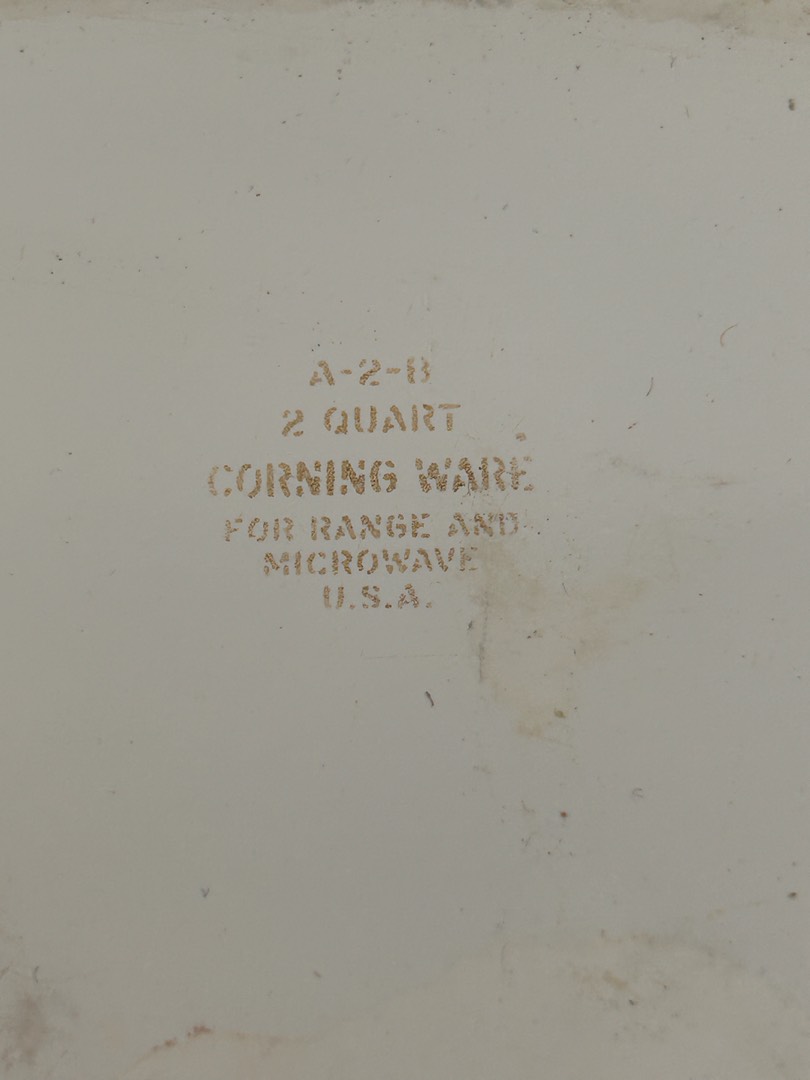 A-2-B
2 QUART
CORNING WARE
FOR RANGE AND
MICROWAVE
U.S.A.